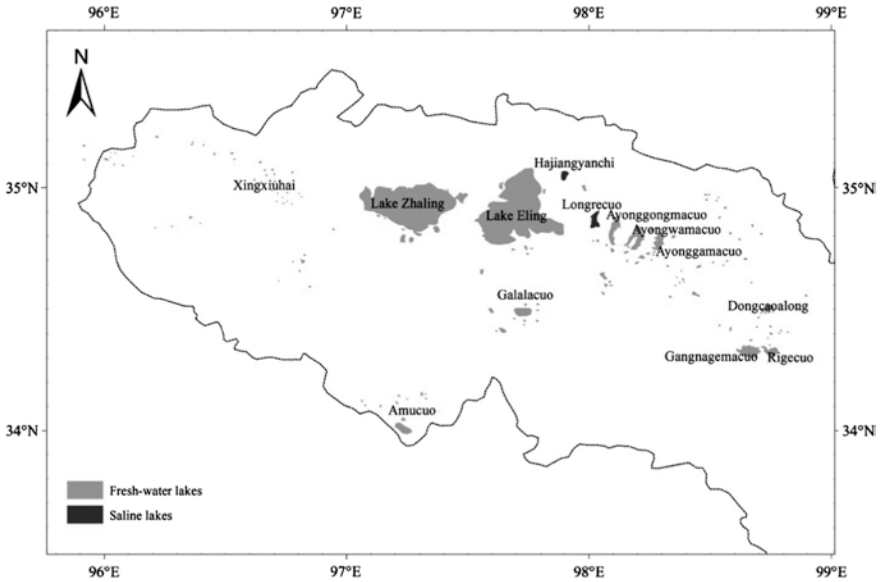 96°E 97°E 98°E 99°E
N
Hajiangyanchi
35°N 35°N
Xingxiuhai
Lake Zhaling
Lake Eling
Longrecuo
Ayonggongmacuo
Ayongwamacuo
Ayonggamacuo
Galalacuo
Dongcaoalong
Gangnagemacuo Rigecuo
Amucuo
34°N 34°N
Fresh-water lakes
Saline lakes
96°E 97°E 98°E 99°E